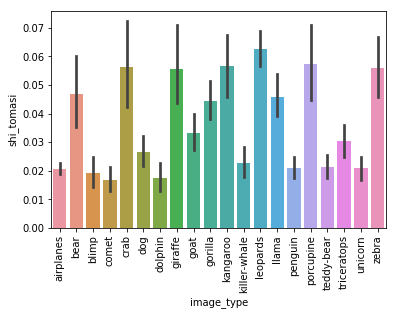 0.07
0.06
0.05
0.04
0.03
0.02
0.01
0.00
shi_tomasi
airplanes
bear
blimp
comet
crab
dog
dolphin
giraffe
goat
gorilla
kangaroo
killer-whale
leopards
llama
penguin
porcupine
teddy-bear
triceratops
unicorn
zebra
image_type